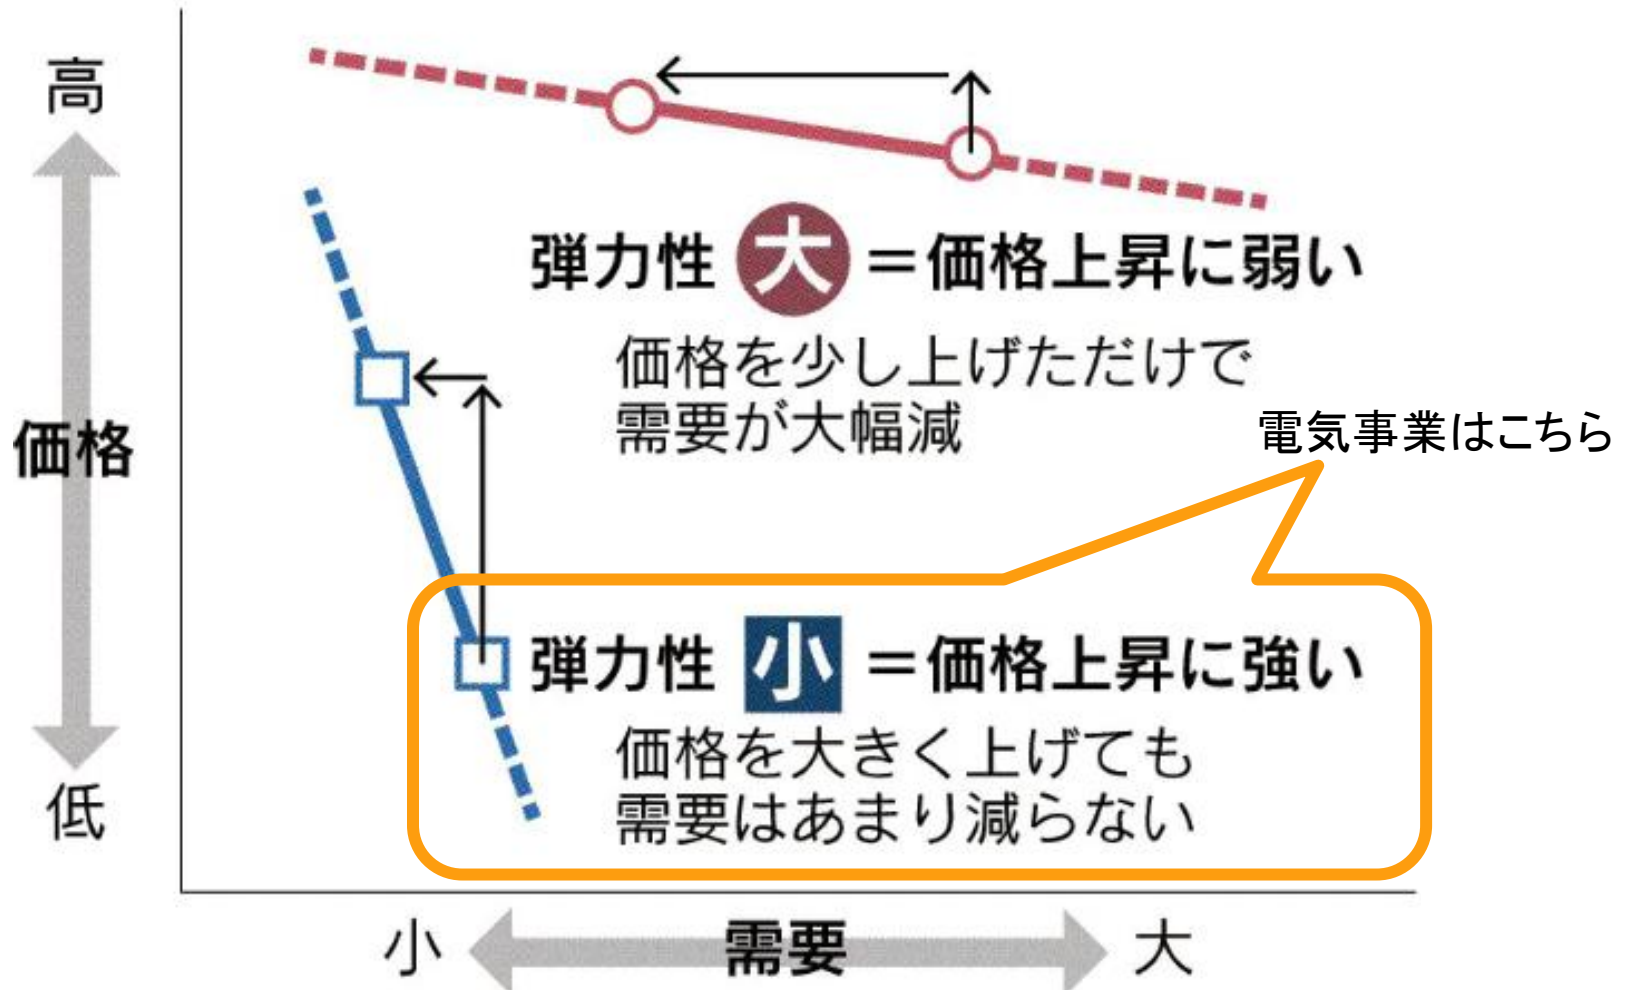 高
価格
低
弾力性 大 ＝価格上昇に弱い
価格を少し上げただけで
需要が大幅減
電気事業はこちら
弾力性 小 ＝価格上昇に強い
価格を大きく上げても
需要はあまり減らない
小 需要 大